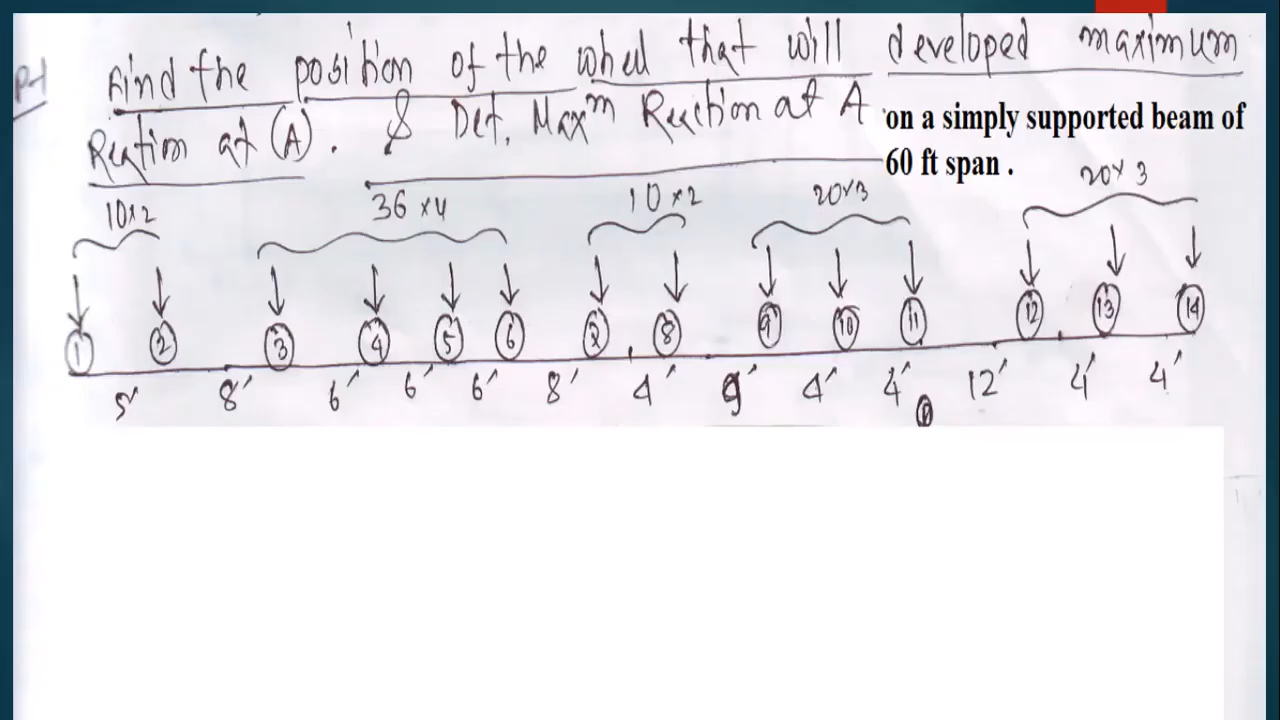 P-1
Find the position of the wheel that will developed maximum
Reation at (A). & Det. Maxm Reaction at A on a simply supported beam of
60 ft span .
10×2 36×4 10×2 20×3 20×3
1 2 3 4 5 6 7 8 9 10 11 12 13 14
5' 8' 6' 6' 6' 8' 4' 9' 4' 4' 12' 4' 4'